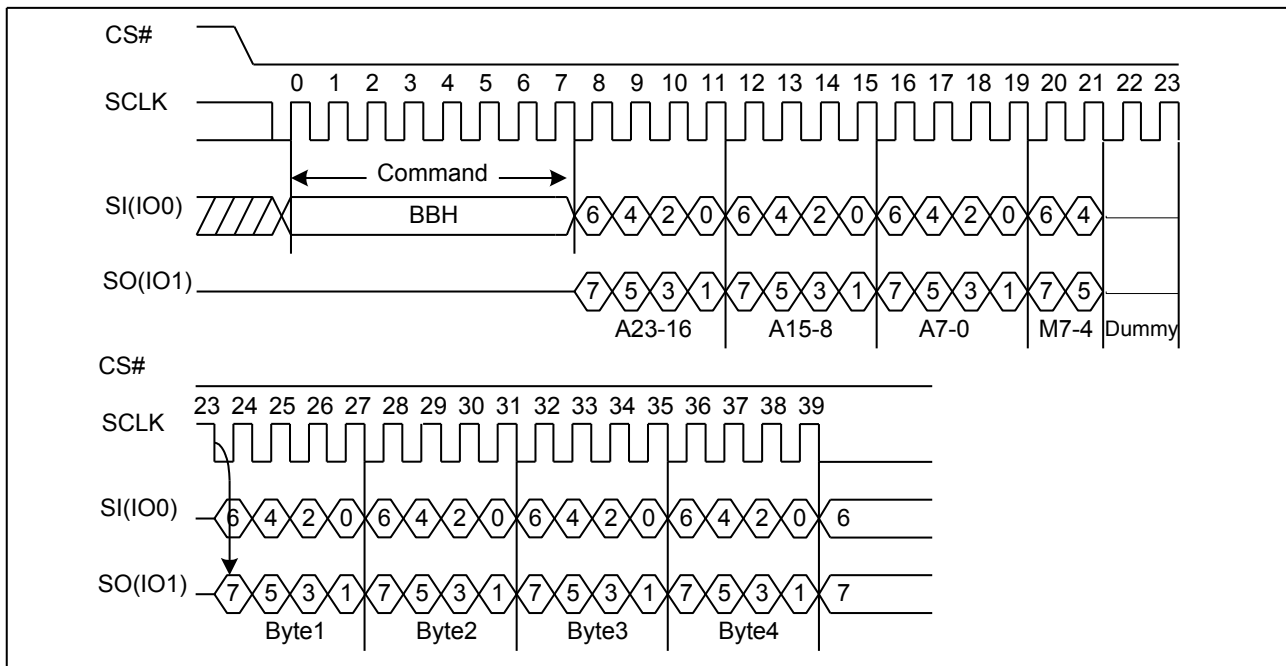 CS#
0 1 2 3 4 5 6 7 8 9 10 11 12 13 14 15 16 17 18 19 20 21 22 23
SCLK
Command
SI(IO0) BBH 6 4 2 0 6 4 2 0 6 4 2 0 6 4
SO(IO1) 7 5 3 1 7 5 3 1 7 5 3 1 7 5
A23-16 A15-8 A7-0 M7-4 Dummy
CS#
23 24 25 26 27 28 29 30 31 32 33 34 35 36 37 38 39
SCLK
SI(IO0) 6 4 2 0 6 4 2 0 6 4 2 0 6 4 2 0 6
SO(IO1) 7 5 3 1 7 5 3 1 7 5 3 1 7 5 3 1 7
Byte1 Byte2 Byte3 Byte4